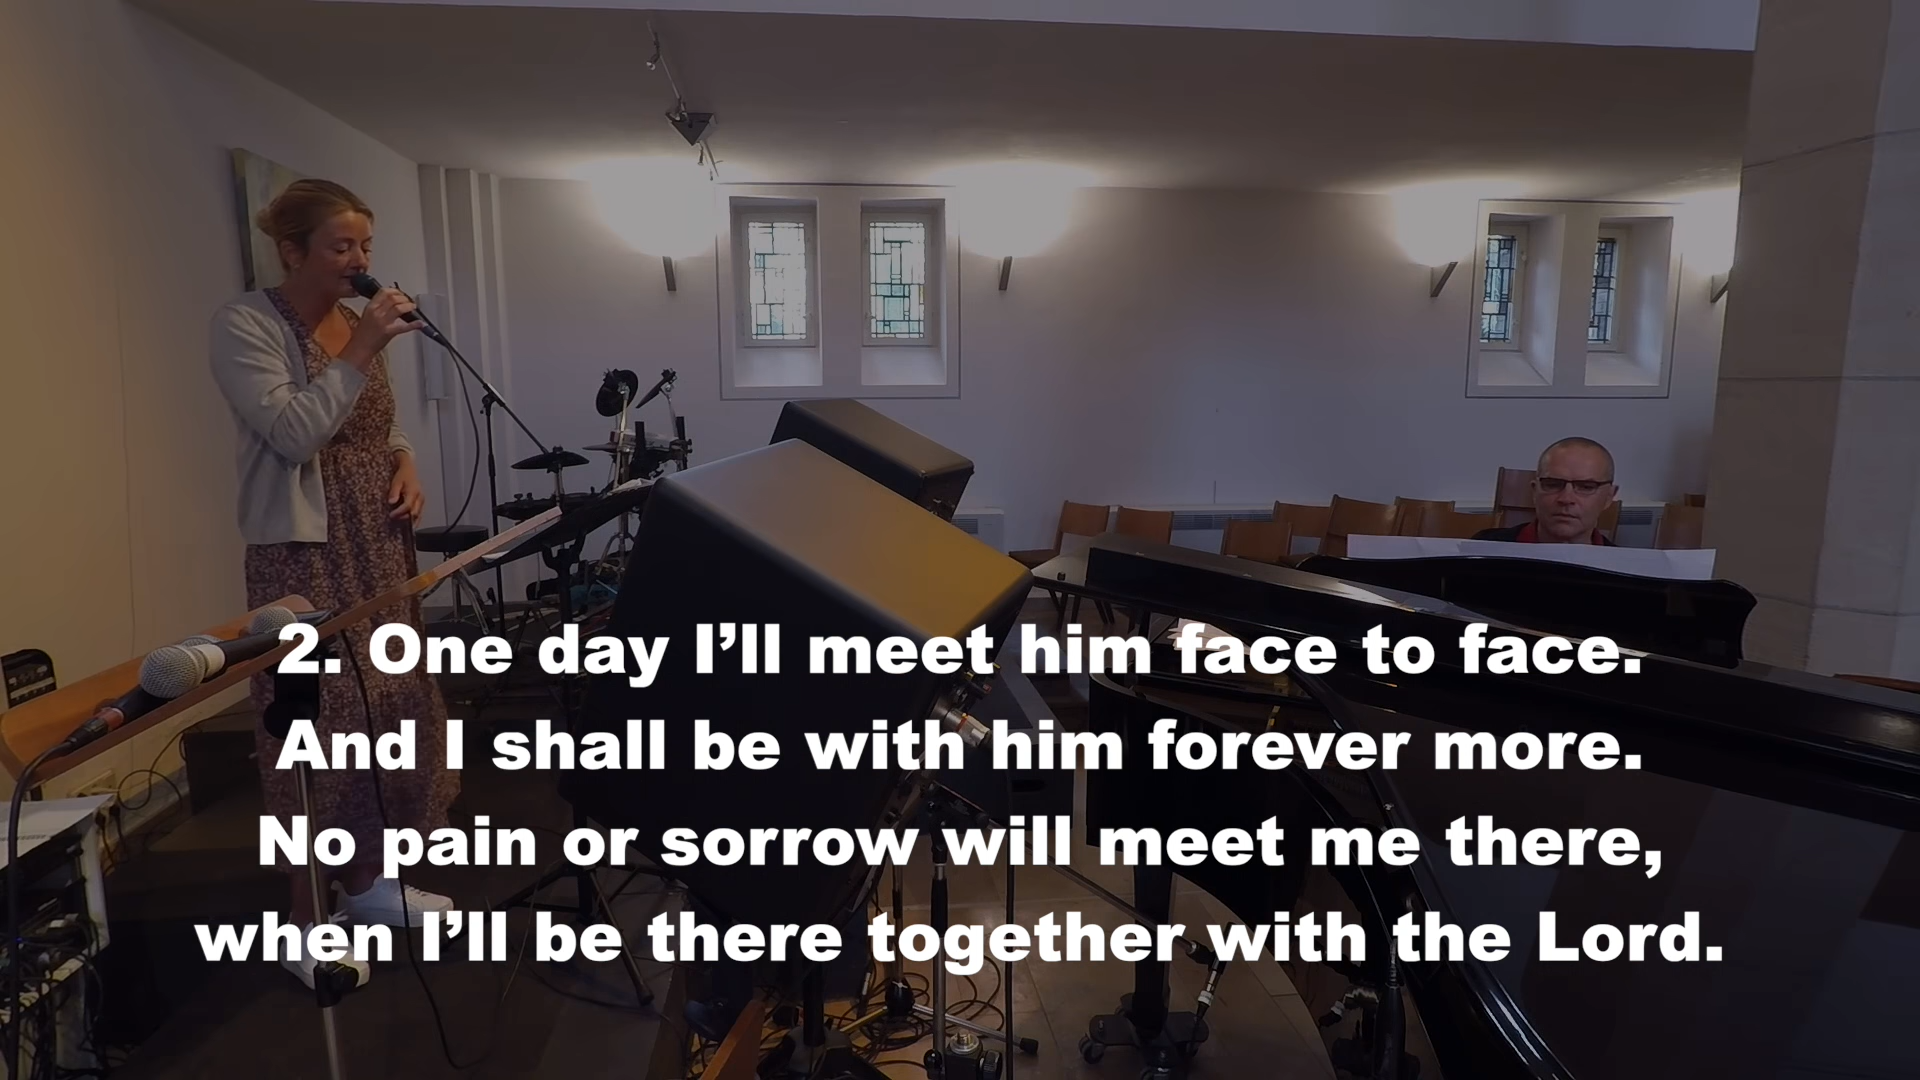 2. One day I’ll meet him face to face.
And I shall be with him forever more.
No pain or sorrow will meet me there,
when I’ll be there together with the Lord.